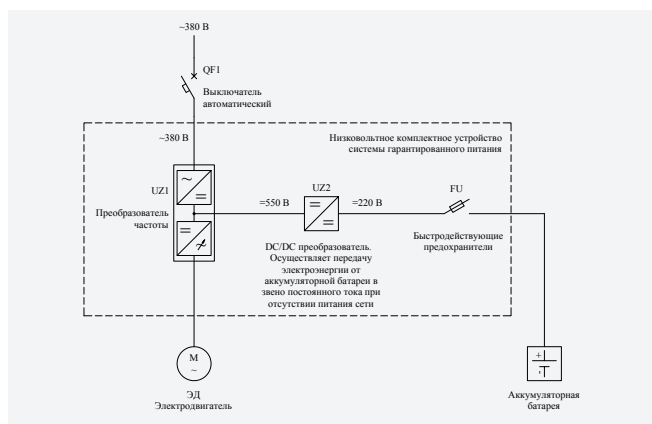 ~380 В
QF1
Выключатель
автоматический
~380 В
Низковольтное комплектное устройство
системы гарантированного питания
UZ1
Преобразователь
частоты
=550 В
UZ2
=220 В
FU
Быстродействующие
предохранители
DC/DC преобразователь.
Осуществляет передачу
электроэнергии от
аккумуляторной батареи в
звено постоянного тока при
отсутствии питания сети
М
~
ЭД
Электродвигатель
Аккумуляторная
батарея